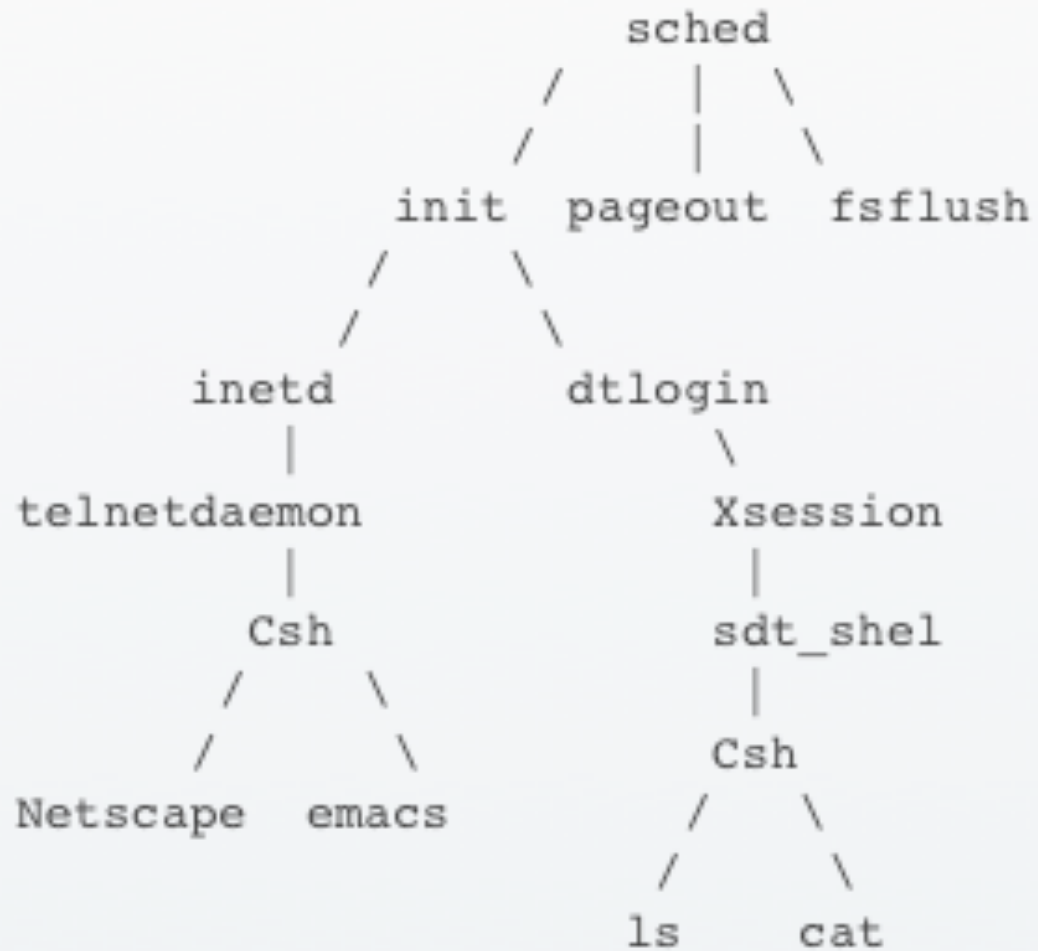 sched
init pageout fsflush
inetd dtlogin
telnetdaemon Xsession
Csh sdt_shel
Csh
Netscape emacs
ls cat